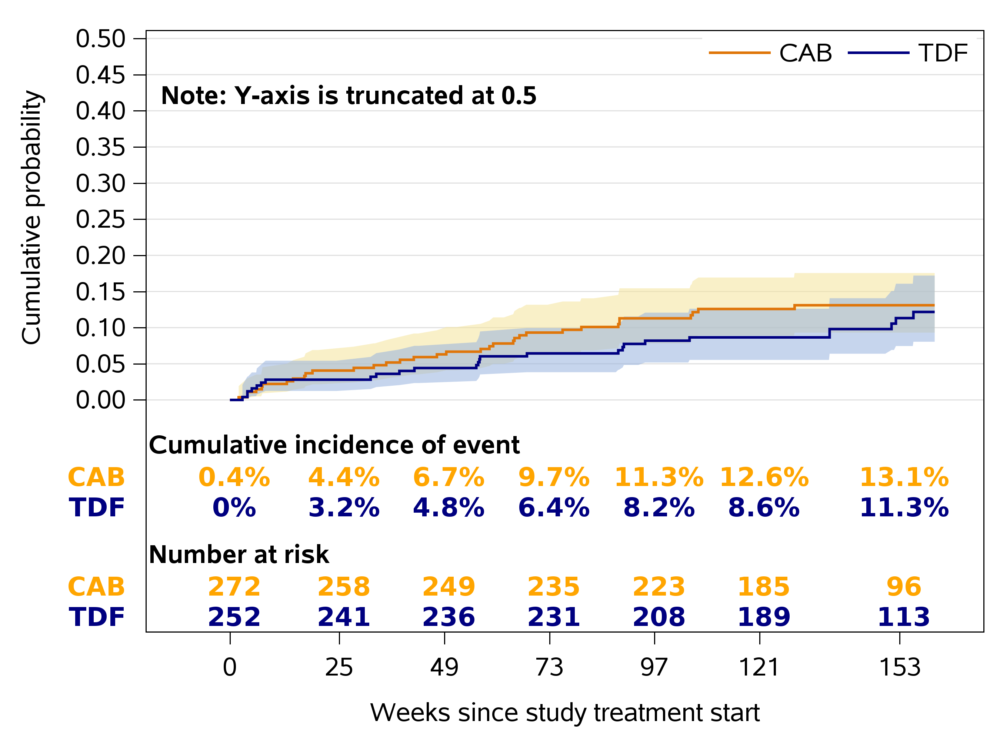 0.50
CAB TDF
0.45
Note: Y-axis is truncated at 0.5
0.40
0.35
0.30
0.25
0.20
0.15
0.10
0.05
0.00
Cumulative probability
Cumulative incidence of event
CAB 0.4% 4.4% 6.7% 9.7% 11.3% 12.6% 13.1%
TDF 0% 3.2% 4.8% 6.4% 8.2% 8.6% 11.3%
Number at risk
CAB 272 258 249 235 223 185 96
TDF 252 241 236 231 208 189 113
0 25 49 73 97 121 153
Weeks since study treatment start